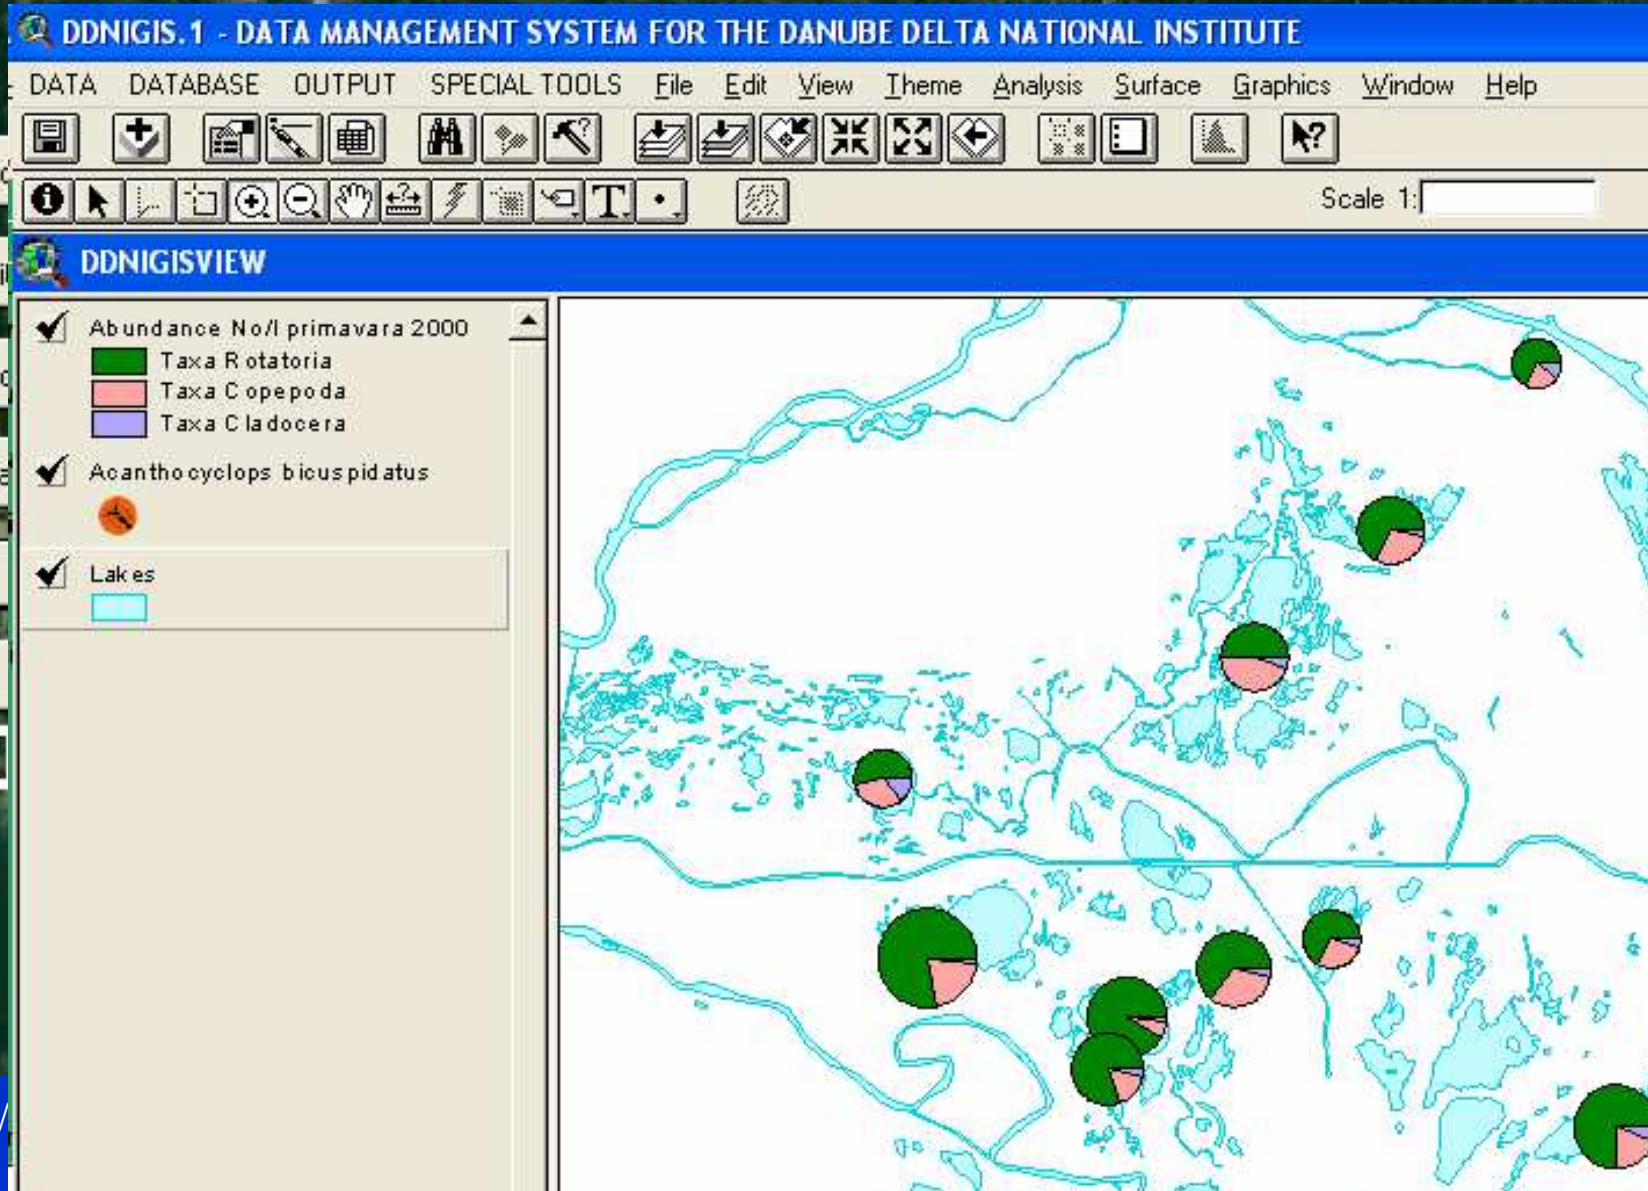 DDNIGIS.1 - DATA MANAGEMENT SYSTEM FOR THE DANUBE DELTA NATIONAL INSTITUTE
DATA DATABASE OUTPUT SPECIAL TOOLS File Edit View Theme Analysis Surface Graphics Window Help
Scale 1:
DDNIGISVIEW
Abundance No/l primavara 2000
Taxa Rotatoria
Taxa Copepoda
Taxa Cladocera
Acanthocyclops bicuspidatus
Lakes